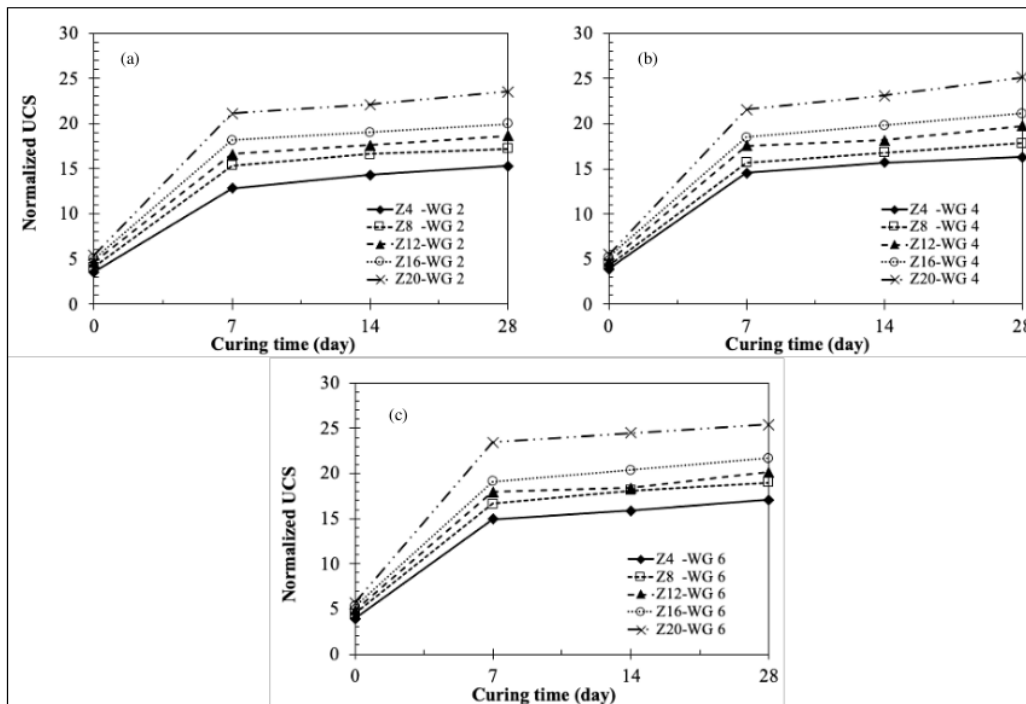 30
25
20
15
10
5
0
Normalized UCS
(a)
Z4 -WG 2
Z8 -WG 2
Z12-WG 2
Z16-WG 2
Z20-WG 2
0 7 14 28
Curing time (day)
30
25
20
15
10
5
0
(b)
Z4 -WG 4
Z8 -WG 4
Z12-WG 4
Z16-WG 4
Z20-WG 4
0 7 14 28
Curing time (day)
30
25
20
15
10
5
0
Normalized UCS
(c)
Z4 -WG 6
Z8 -WG 6
Z12-WG 6
Z16-WG 6
Z20-WG 6
0 7 14 28
Curing time (day)